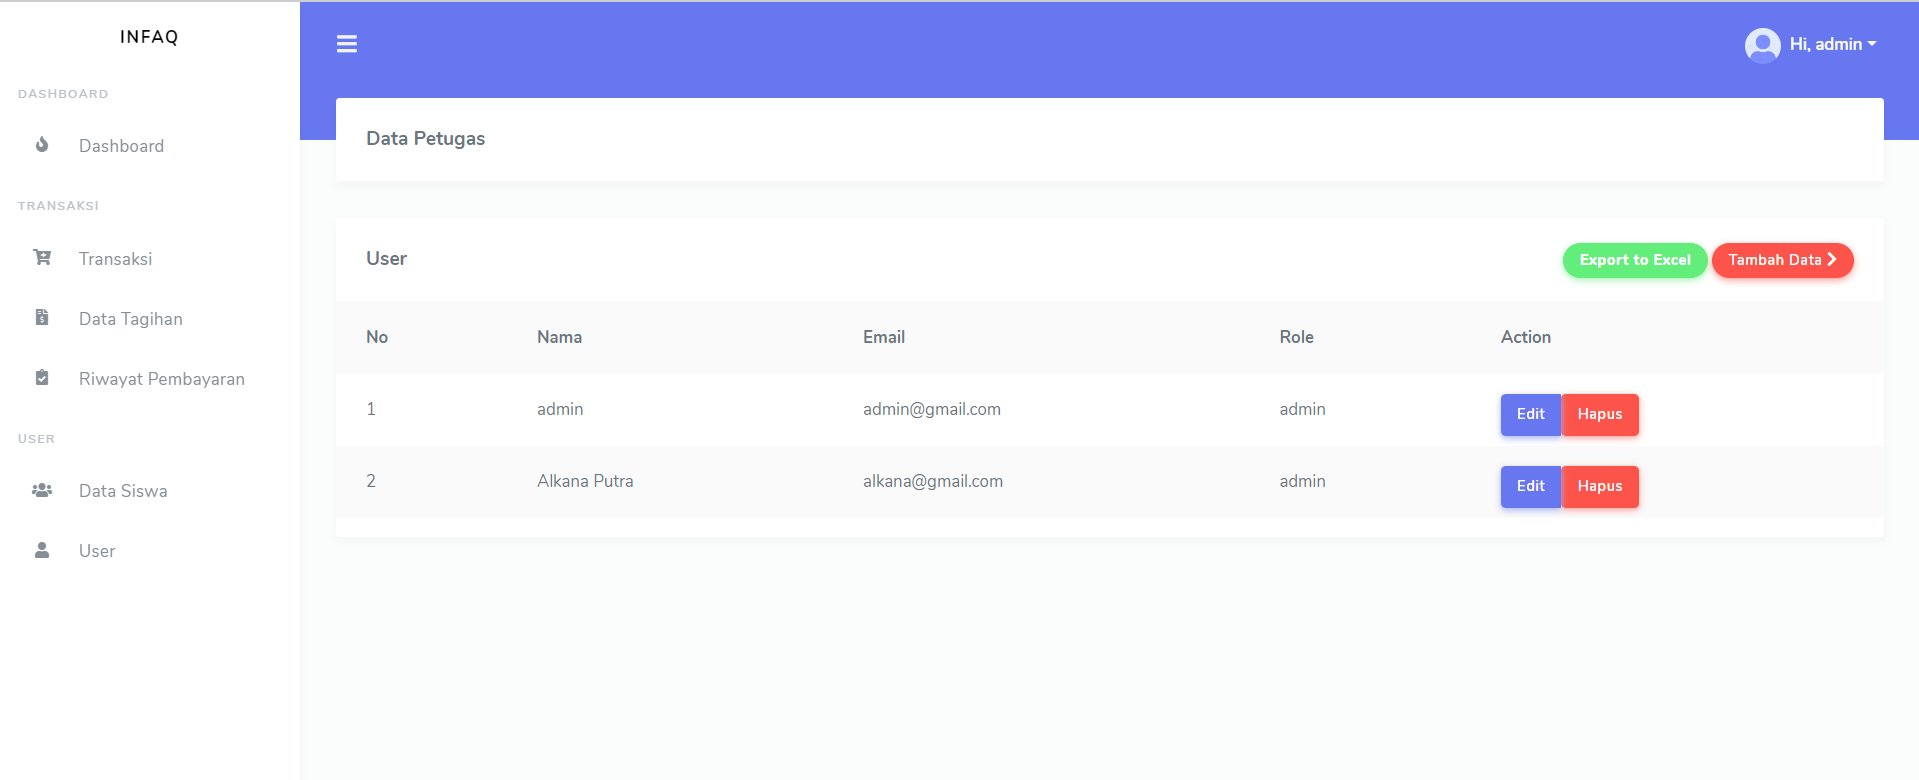 INFAQ
Hi, admin
DASHBOARD
Dashboard
TRANSAKSI
Transaksi
Data Tagihan
Riwayat Pembayaran
USER
Data Siswa
User
Data Petugas
User
Export to Excel
Tambah Data
No Nama Email Role Action
1 admin admin@gmail.com admin Edit Hapus
2 Alkana Putra alkana@gmail.com admin Edit Hapus